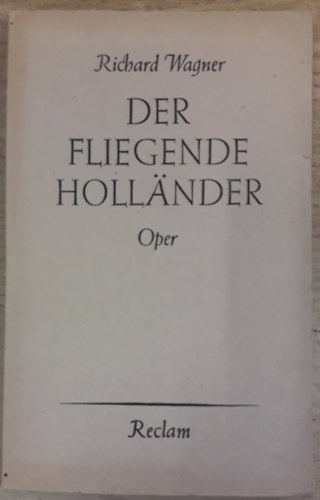 Richard Wagner
DER
FLIEGENDE
HOLLÄNDER
Oper
Reclam